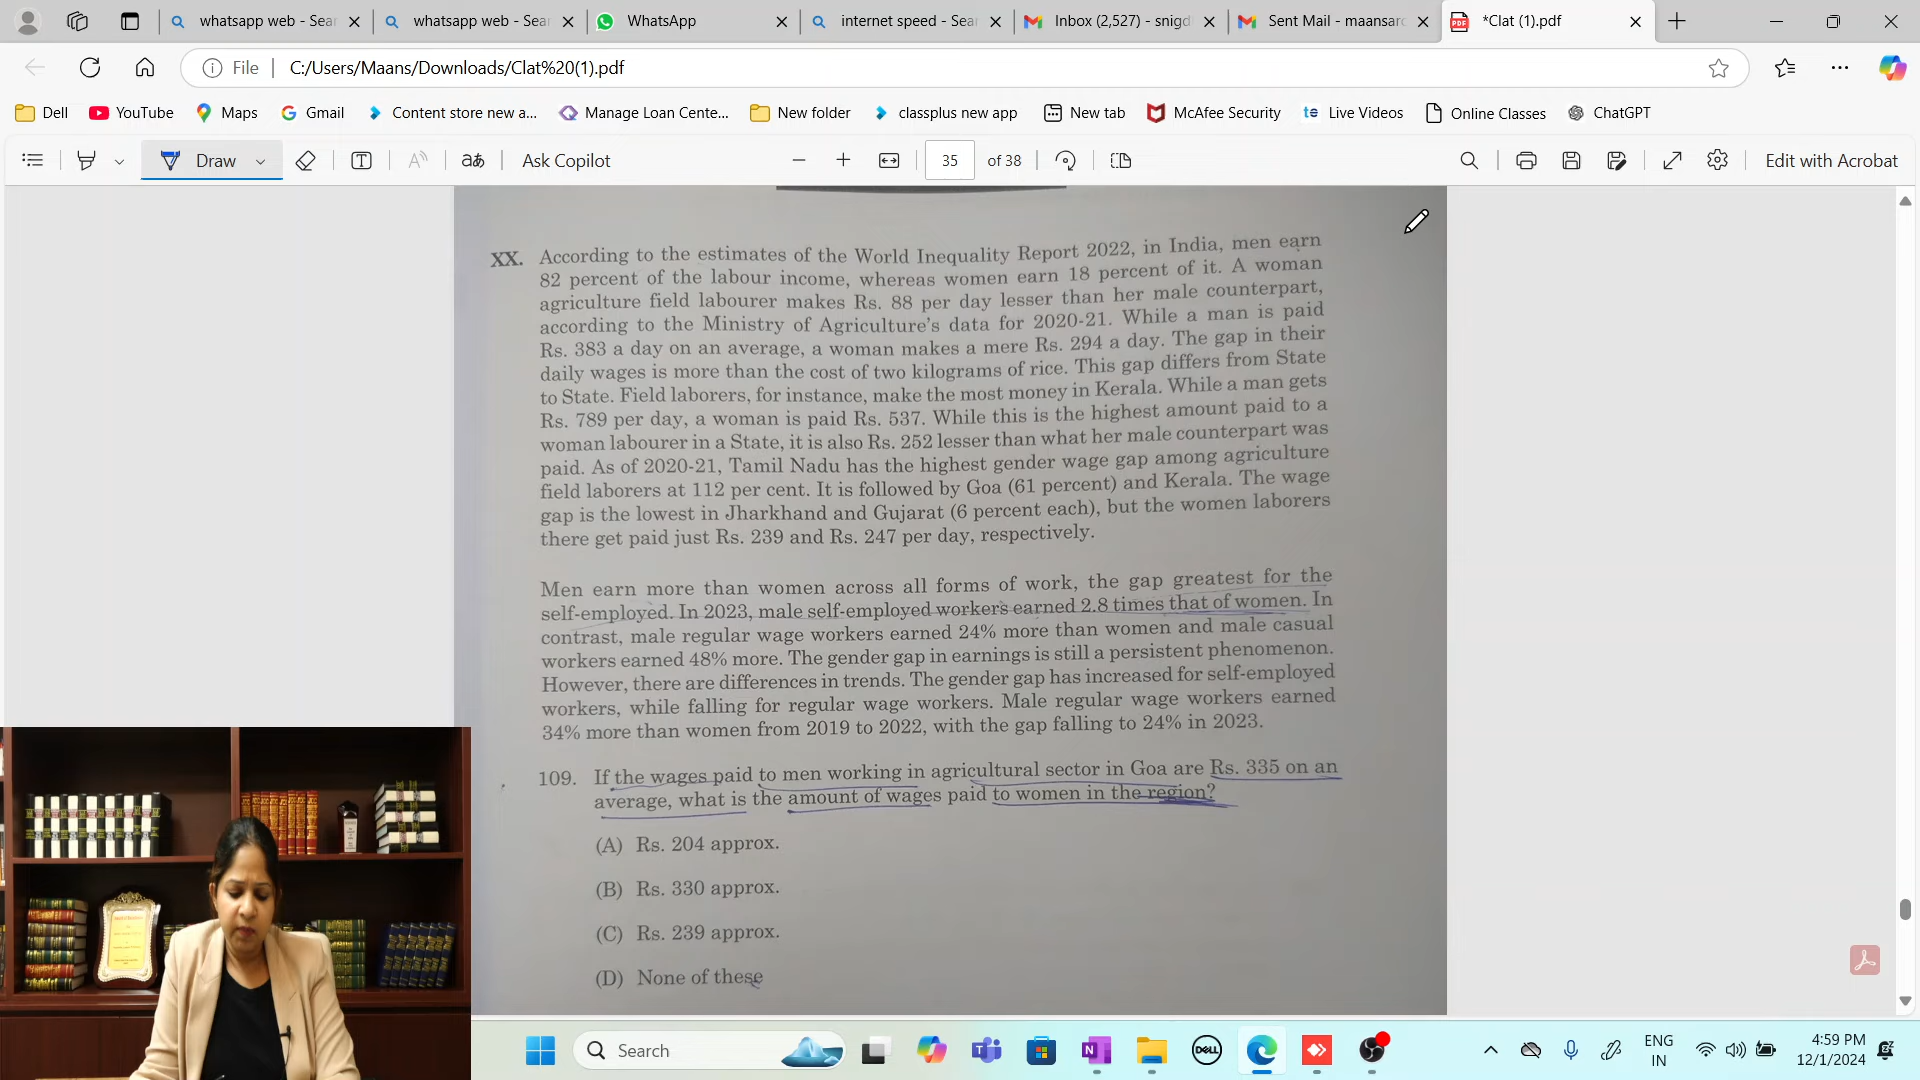 whatsapp web - Sear
whatsapp web - Sear
WhatsApp
internet speed - Sear
Inbox (2,527) - snigd
Sent Mail - maansaro
*Clat (1).pdf
File
C:/Users/Maans/Downloads/Clat%20(1).pdf
Dell
YouTube
Maps
Gmail
Content store new a...
Manage Loan Cente...
New folder
classplus new app
New tab
McAfee Security
te
Live Videos
Online Classes
ChatGPT
Draw
aあ
Ask Copilot
35
of 38
Edit with Acrobat
XX. According to the estimates of the World Inequality Report 2022, in India, men earn
82 percent of the labour income, whereas women earn 18 percent of it. A woman
agriculture field labourer makes Rs. 88 per day lesser than her male counterpart,
according to the Ministry of Agriculture's data for 2020-21. While a man is paid
Rs. 383 a day on an average, a woman makes a mere Rs. 294 a day. The gap in their
daily wages is more than the cost of two kilograms of rice. This gap differs from State
to State. Field laborers, for instance, make the most money in Kerala. While a man gets
Rs. 789 per day, a woman is paid Rs. 537. While this is the highest amount paid to a
woman labourer in a State, it is also Rs. 252 lesser than what her male counterpart was
paid. As of 2020-21, Tamil Nadu has the highest gender wage gap among agriculture
field laborers at 112 per cent. It is followed by Goa (61 percent) and Kerala. The wage
gap is the lowest in Jharkhand and Gujarat (6 percent each), but the women laborers
there get paid just Rs. 239 and Rs. 247 per day, respectively.
Men earn more than women across all forms of work, the gap greatest for the
self-employed. In 2023, male self-employed workers earned 2.8 times that of women. In
contrast, male regular wage workers earned 24% more than women and male casual
workers earned 48% more. The gender gap in earnings is still a persistent phenomenon.
However, there are differences in trends. The gender gap has increased for self-employed
workers, while falling for regular wage workers. Male regular wage workers earned
34% more than women from 2019 to 2022, with the gap falling to 24% in 2023.
109. If the wages paid to men working in agricultural sector in Goa are Rs. 335 on an
average, what is the amount of wages paid to women in the region?
(A) Rs. 204 approx.
(B) Rs. 330 approx.
(C) Rs. 239 approx.
(D) None of these
Search
DELL
ENG
IN
4:59 PM
12/1/2024